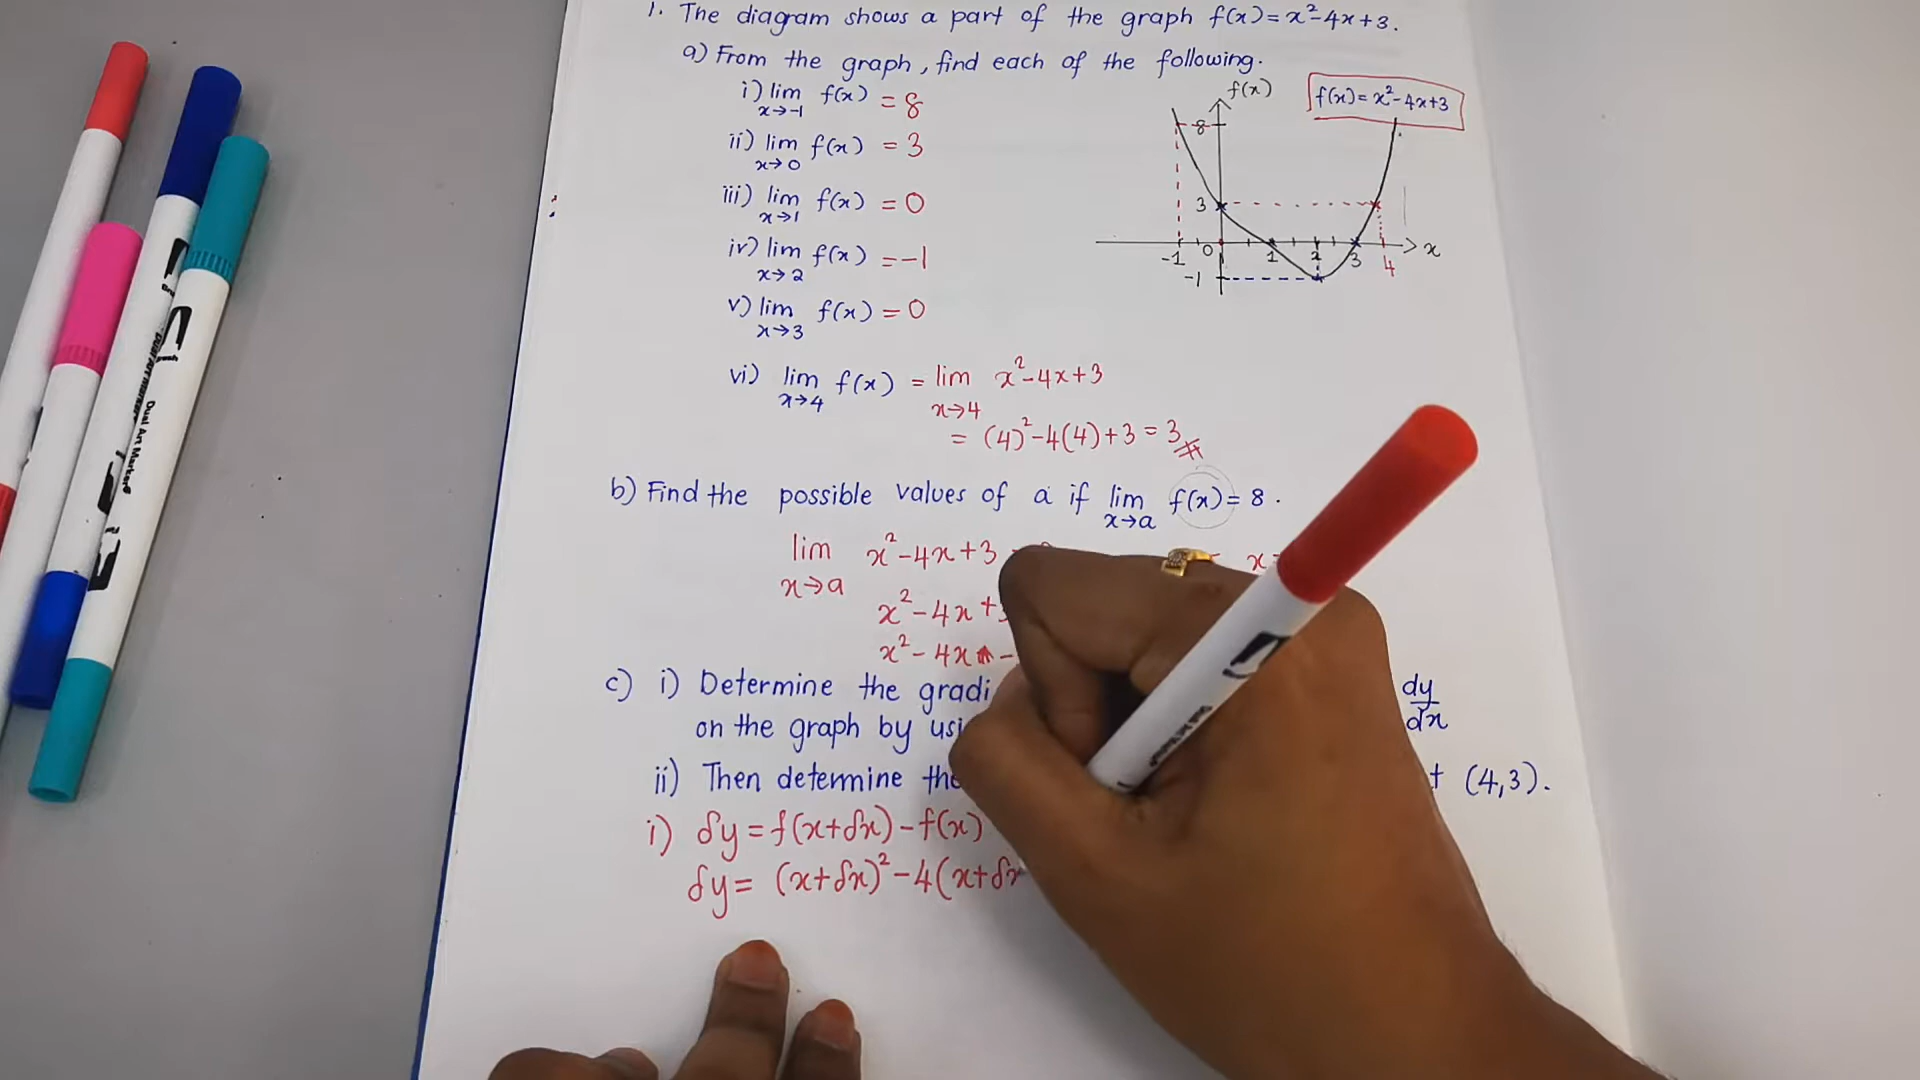 1. The diagram shows a part of the graph f(x) = x²-4x+3.
a) From the graph, find each of the following.
i) lim x→-1 f(x) = 8
ii) lim x→0 f(x) = 3
iii) lim x→1 f(x) = 0
iv) lim x→2 f(x) = -1
v) lim x→3 f(x) = 0
vi) lim x→4 f(x) = lim x→4 x²-4x+3
= (4)²-4(4)+3 = 3
f(x)
f(x) = x²-4x+3
8
3
-1 0 1 2 3 4 x
-1
b) Find the possible values of a if lim x→a f(x) = 8.
lim x→a x²-4x+3
x²-4x+
x²-4x -
c) i) Determine the dy/dx
on the graph by
ii) Then determine (4,3).
i) δy = f(x+δx) - f(x)
δy = (x+δx)² - 4(x+δx
Dual Art Marker